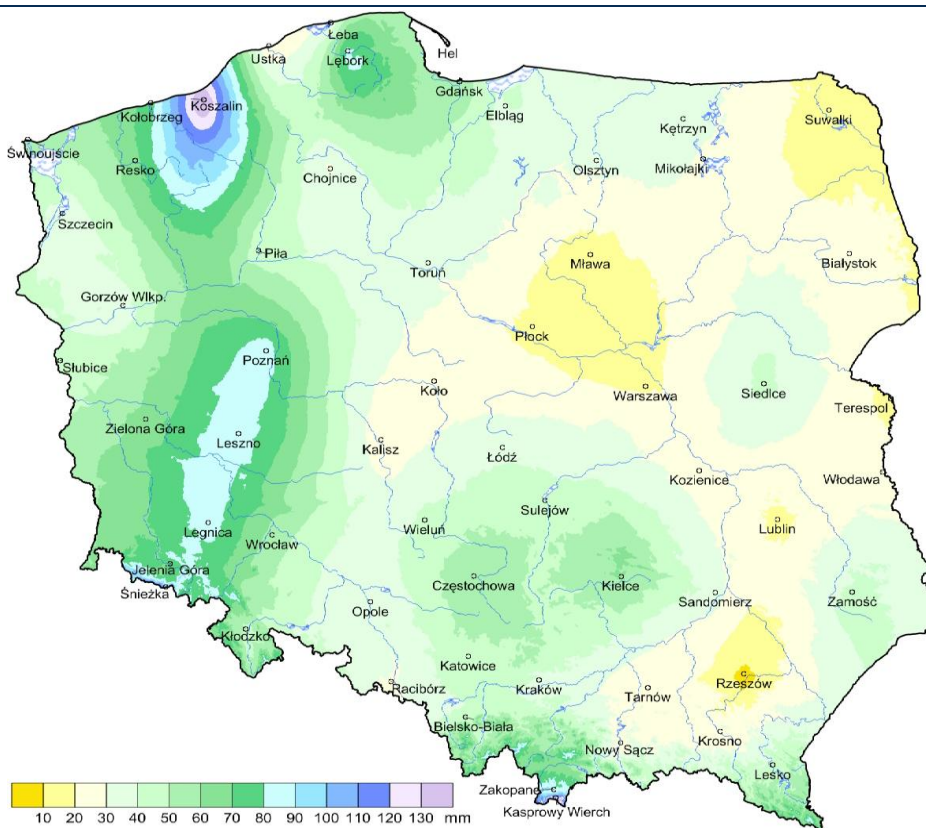 Łeba
Hel
Ustka
Lębork
Gdańsk
Koszalin
Kołobrzeg
Elbląg
Suwałki
Kętrzyn
Świnoujście
Resko
Chojnice
Olsztyn
Mikołajki
Szczecin
Piła
Mława
Białystok
Toruń
Gorzów Wlkp.
Płock
Poznań
Słubice
Koło
Warszawa
Siedlce
Terespol
Zielona Góra
Leszno
Kalisz
Łódź
Kozienice
Włodawa
Sulejów
Legnica
Wieluń
Lublin
Wrocław
Jelenia Góra
Częstochowa
Kielce
Śnieżka
Opole
Sandomierz
Zamość
Kłodzko
Katowice
Racibórz
Kraków
Tarnów
Rzeszów
Bielsko-Biała
Nowy Sącz
Krosno
Lesko
Zakopane
Kasprowy Wierch
10 20 30 40 50 60 70 80 90 100 110 120 130 mm